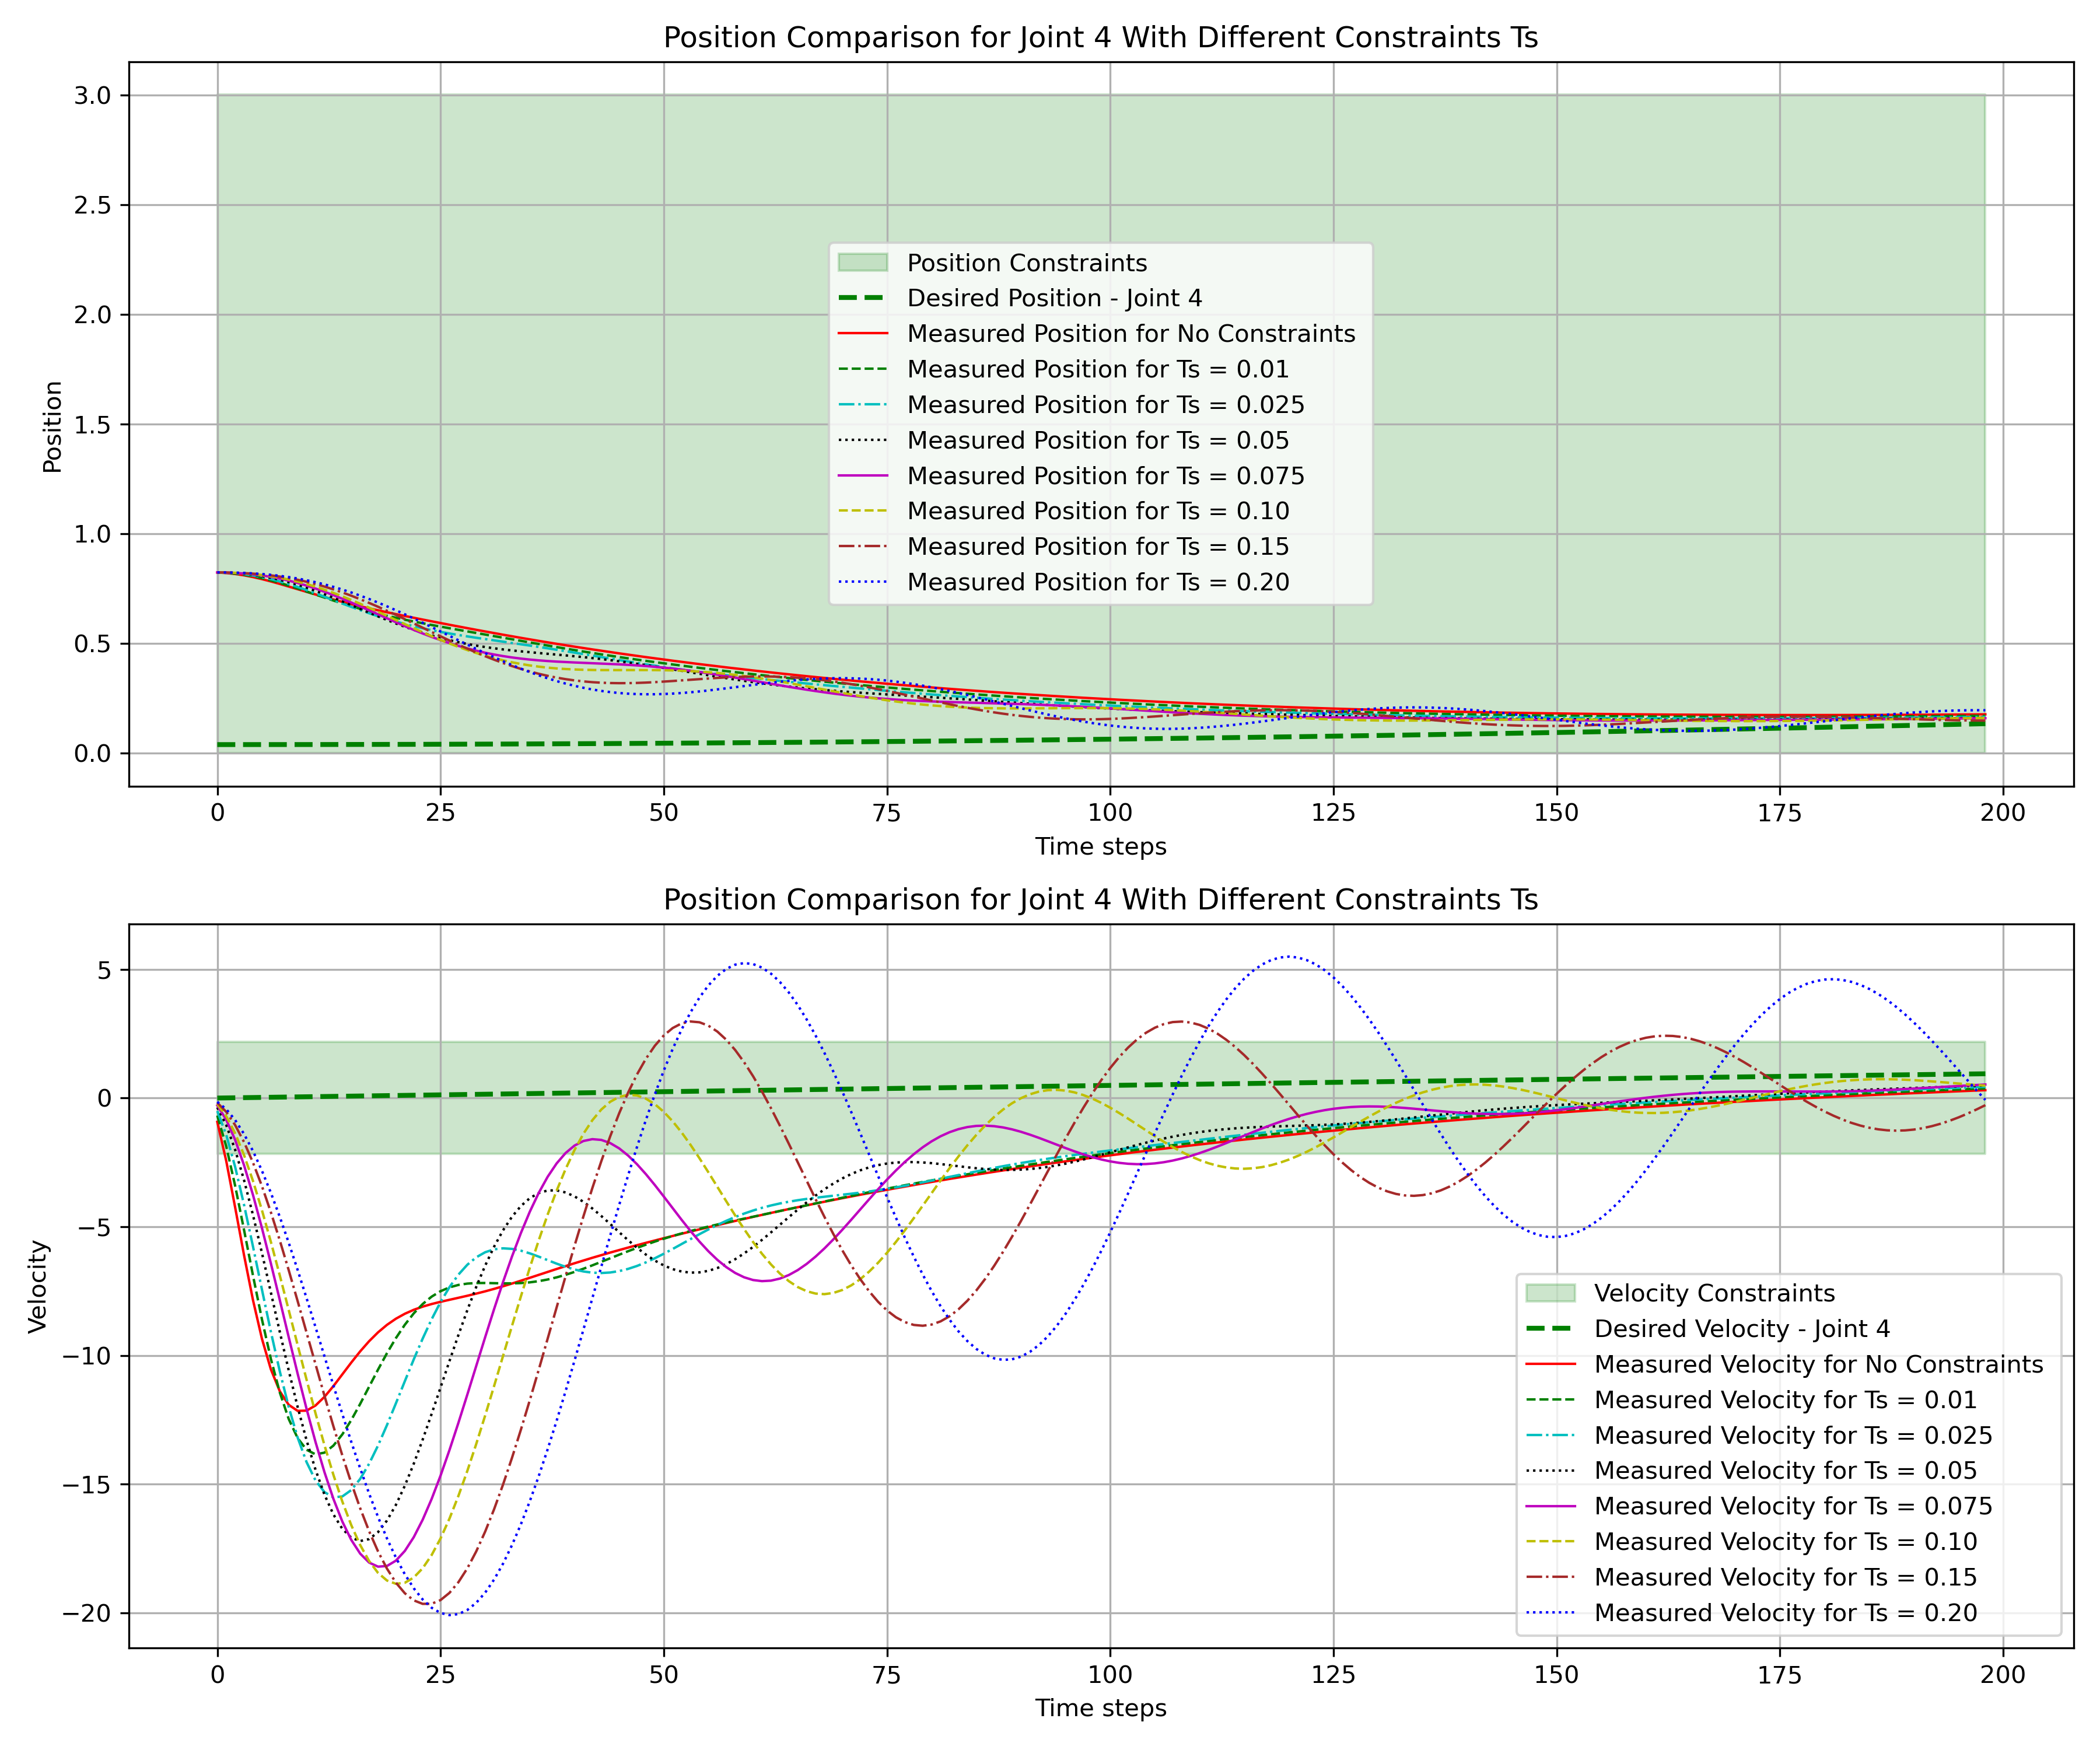 Position Comparison for Joint 4 With Different Constraints Ts
3.0
2.5
2.0
1.5
1.0
0.5
0.0
Position
Position Constraints
Desired Position - Joint 4
Measured Position for No Constraints
Measured Position for Ts = 0.01
Measured Position for Ts = 0.025
Measured Position for Ts = 0.05
Measured Position for Ts = 0.075
Measured Position for Ts = 0.10
Measured Position for Ts = 0.15
Measured Position for Ts = 0.20
0 25 50 75 100 125 150 175 200
Time steps
Position Comparison for Joint 4 With Different Constraints Ts
5
0
−5
−10
−15
−20
Velocity
Velocity Constraints
Desired Velocity - Joint 4
Measured Velocity for No Constraints
Measured Velocity for Ts = 0.01
Measured Velocity for Ts = 0.025
Measured Velocity for Ts = 0.05
Measured Velocity for Ts = 0.075
Measured Velocity for Ts = 0.10
Measured Velocity for Ts = 0.15
Measured Velocity for Ts = 0.20
0 25 50 75 100 125 150 175 200
Time steps